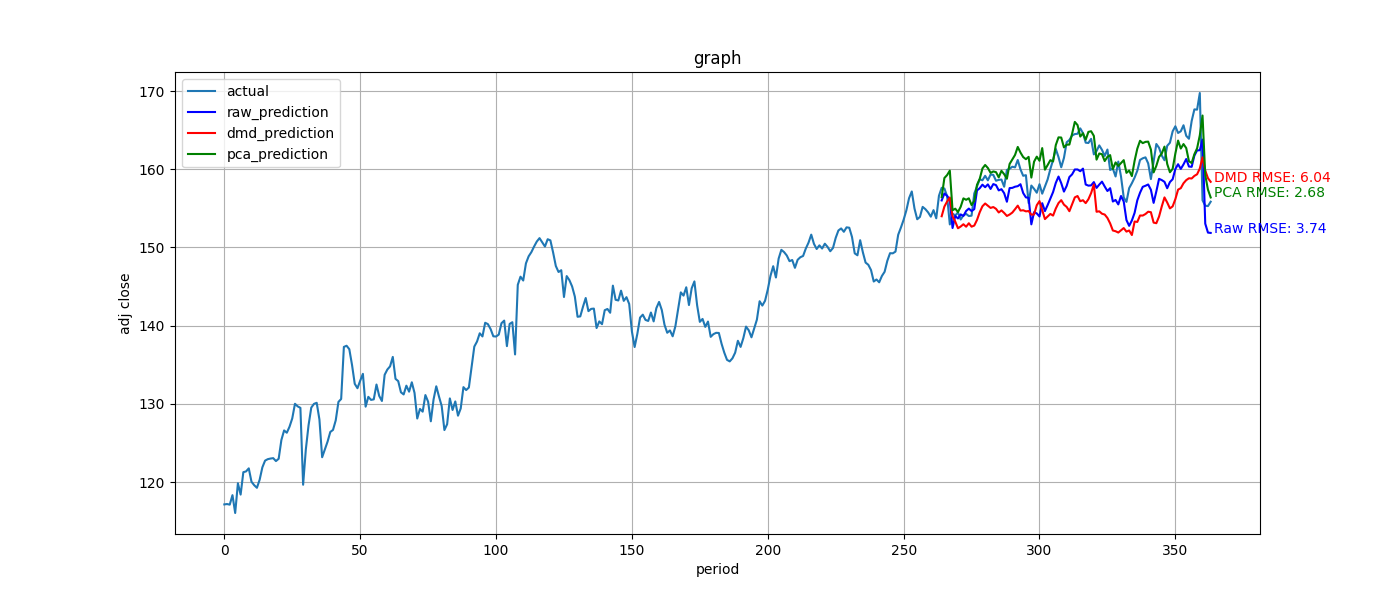 graph
actual
raw_prediction
dmd_prediction
pca_prediction
adj close
170
160
150
140
130
120
DMD RMSE: 6.04
PCA RMSE: 2.68
Raw RMSE: 3.74
0 50 100 150 200 250 300 350
period